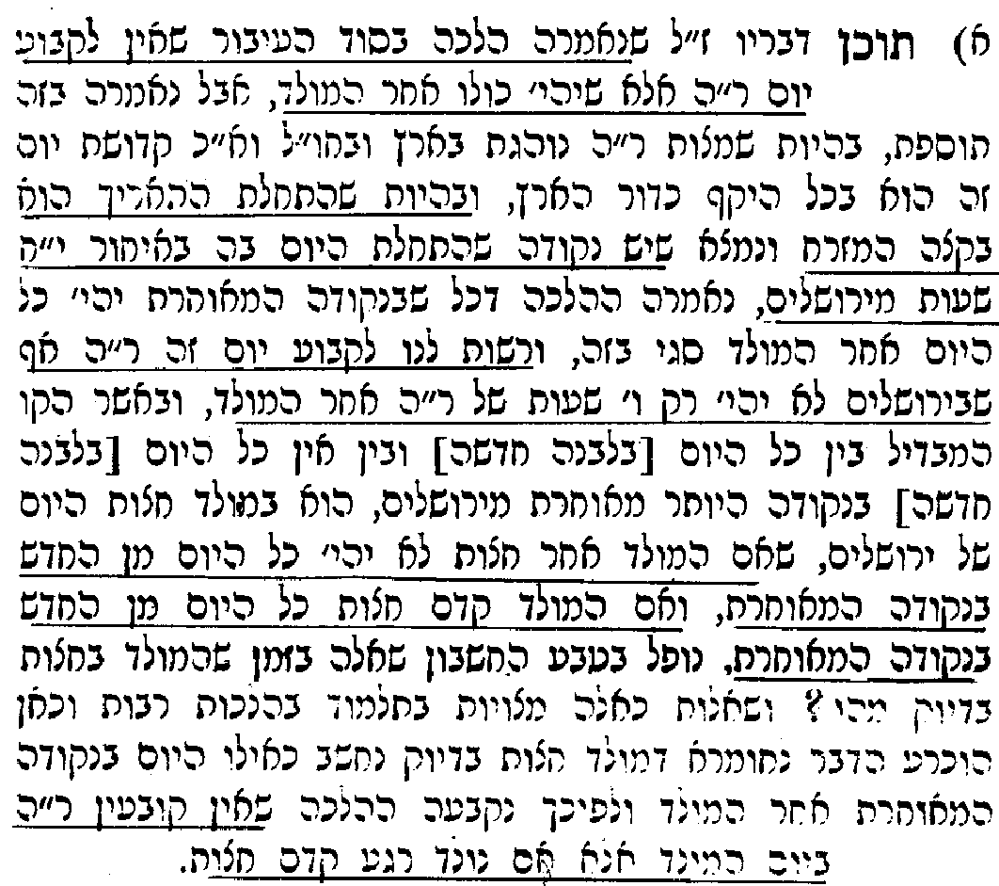 א) תוכן דבריו ז״ל שנאמרה הלכה בסוד העיבור שאין לקבוע
יום ר״ה אלא שיהי׳ כולו אחר המולד, אבל נאמרה בזה
תוספת, בהיות שמצות ר״ה נוהגת בארץ ובחו״ל וא״כ קדושת יום
זה הוא בכל היקף כדור הארץ, ובהיות שהתחלת התאריך הוא
בקצה המזרח ונמצא שיש נקודה שהתחלת היום בה באיחור י״ח
שעות מירושלים, נאמרה ההלכה דכל שבנקודה המאוחרת יהי׳ כל
היום אחר המולד סגי בזה, ורשות לנו לקבוע יום זה ר״ה אף
שבירושלים לא יהי׳ רק ו׳ שעות של ר״ה אחר המולד, ובאשר הקו
המבדיל בין כל היום [בלבנה חדשה] ובין אין כל היום [בלבנה
חדשה] בנקודה היותר מאוחרת מירושלים, הוא במולד חצות היום
של ירושלים, שאם המולד אחר חצות לא יהי׳ כל היום מן החדש
בנקודה המאוחרת, ואם המולד קדם חצות כל היום מן החדש
בנקודה המאוחרת, נופל בטבע החשבון שאלה בזמן שהמולד בחצות
בדיוק מהו? ושאלות כאלה מצויות בתלמוד בהלכות רבות וכאן
הוכרע הדבר לחומרא דמולד חצות בדיוק נחשב כאילו היום בנקודה
המאוחרת אחר המולד ולפיכך נקבעה ההלכה שאין קובעין ר״ה
ביום המולד אלא אם נולד רגע קדם חצות.